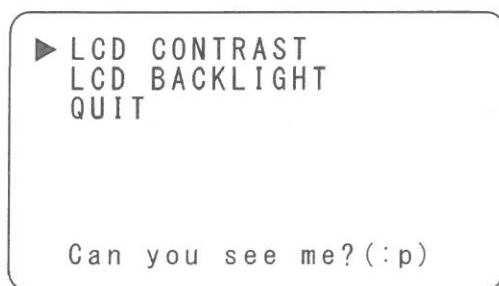 ▶ LCD CONTRAST
LCD BACKLIGHT
QUIT
Can you see me?(:p)